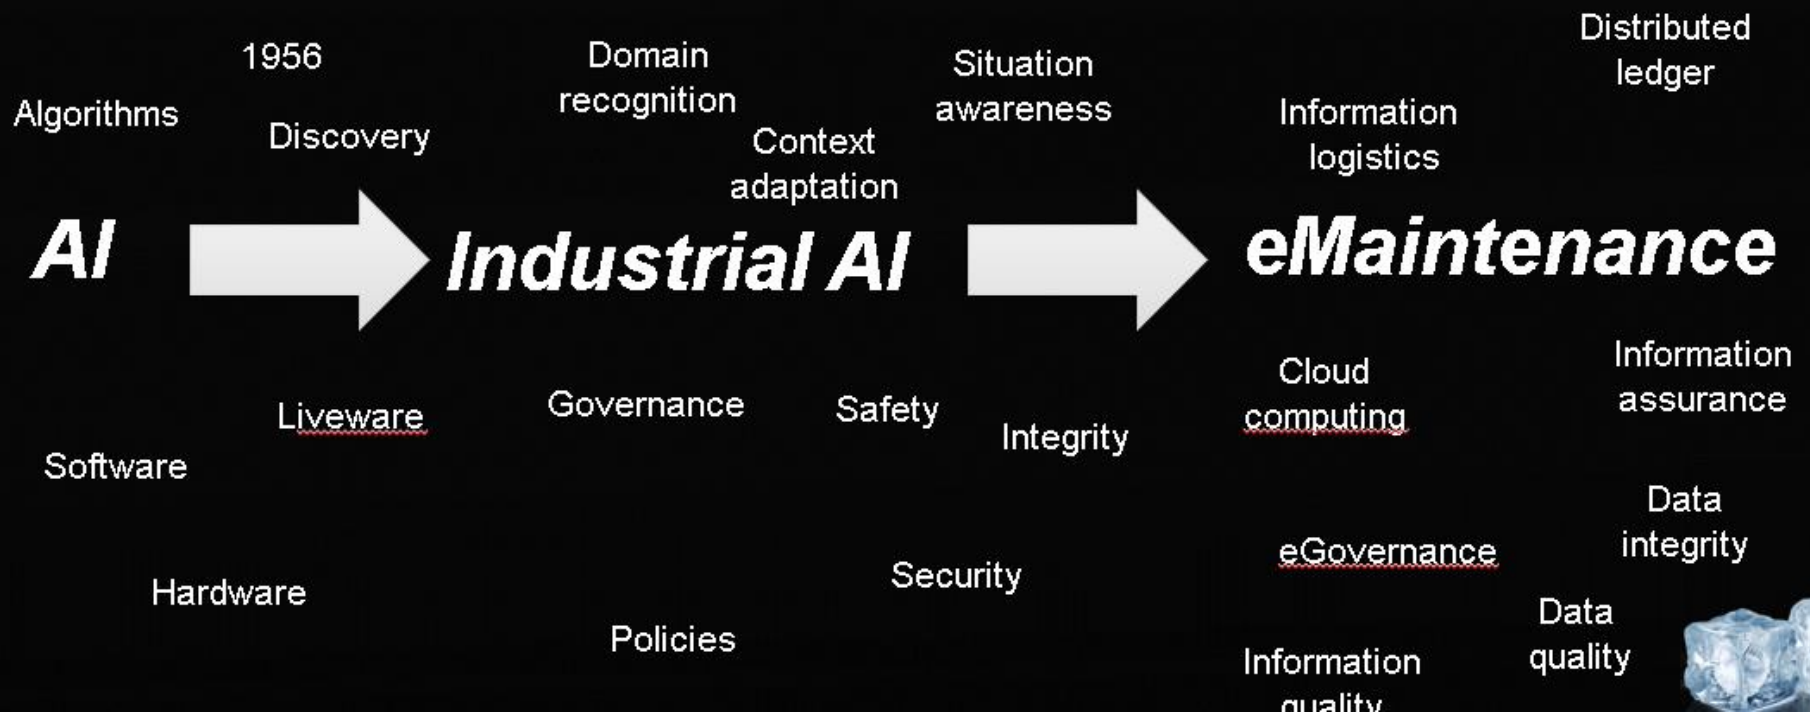 Distributed
ledger
1956
Domain
recognition
Situation
awareness
Algorithms
Discovery
Context
adaptation
Information
logistics
AI
Industrial AI
eMaintenance
Liveware
Governance
Safety
Integrity
Cloud
computing
Information
assurance
Software
Data
integrity
Hardware
Security
eGovernance
Policies
Data
quality
Information
quality